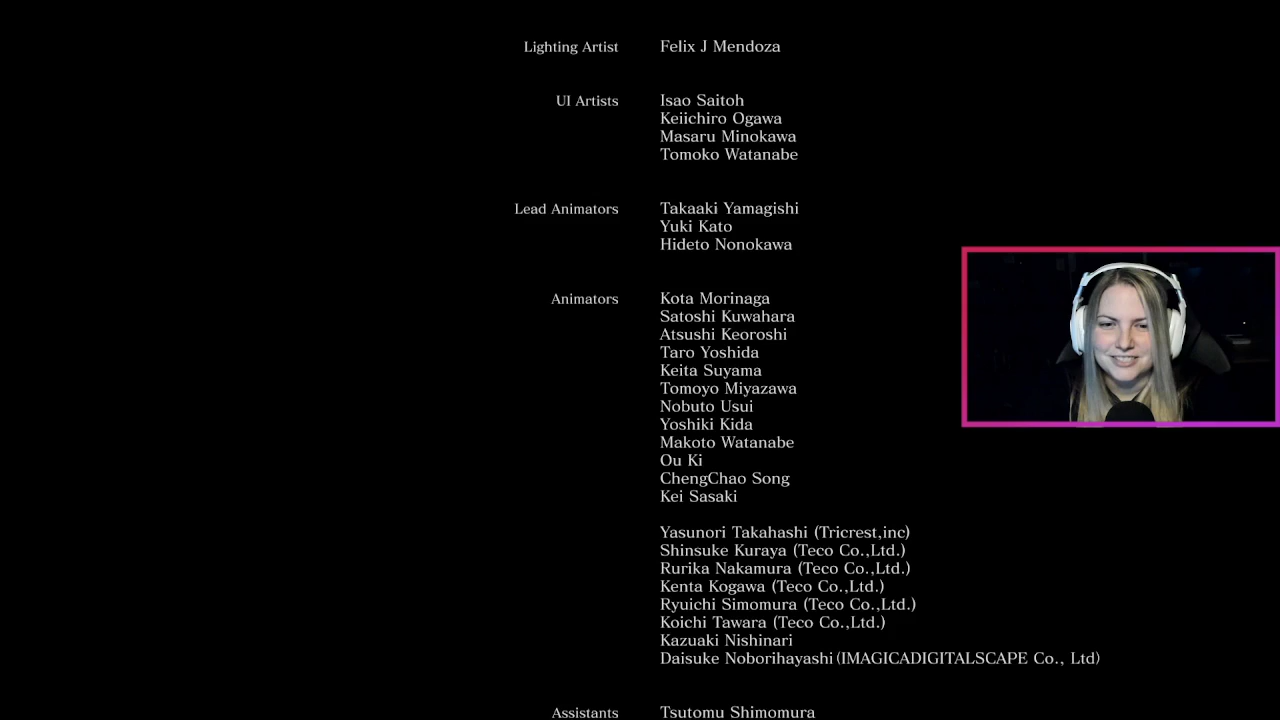 Lighting Artist Felix J Mendoza
UI Artists Isao Saitoh
Keiichiro Ogawa
Masaru Minokawa
Tomoko Watanabe
Lead Animators Takaaki Yamagishi
Yuki Kato
Hideto Nonokawa
Animators Kota Morinaga
Satoshi Kuwahara
Atsushi Keoroshi
Taro Yoshida
Keita Suyama
Tomoyo Miyazawa
Nobuto Usui
Yoshiki Kida
Makoto Watanabe
Ou Ki
ChengChao Song
Kei Sasaki
Yasunori Takahashi (Tricrest,inc)
Shinsuke Kuraya (Teco Co.,Ltd.)
Rurika Nakamura (Teco Co.,Ltd.)
Kenta Kogawa (Teco Co.,Ltd.)
Ryuichi Simomura (Teco Co.,Ltd.)
Koichi Tawara (Teco Co.,Ltd.)
Kazuaki Nishinari
Daisuke Noborihayashi(IMAGICADIGITALSCAPE Co., Ltd)
Assistants Tsutomu Shimomura